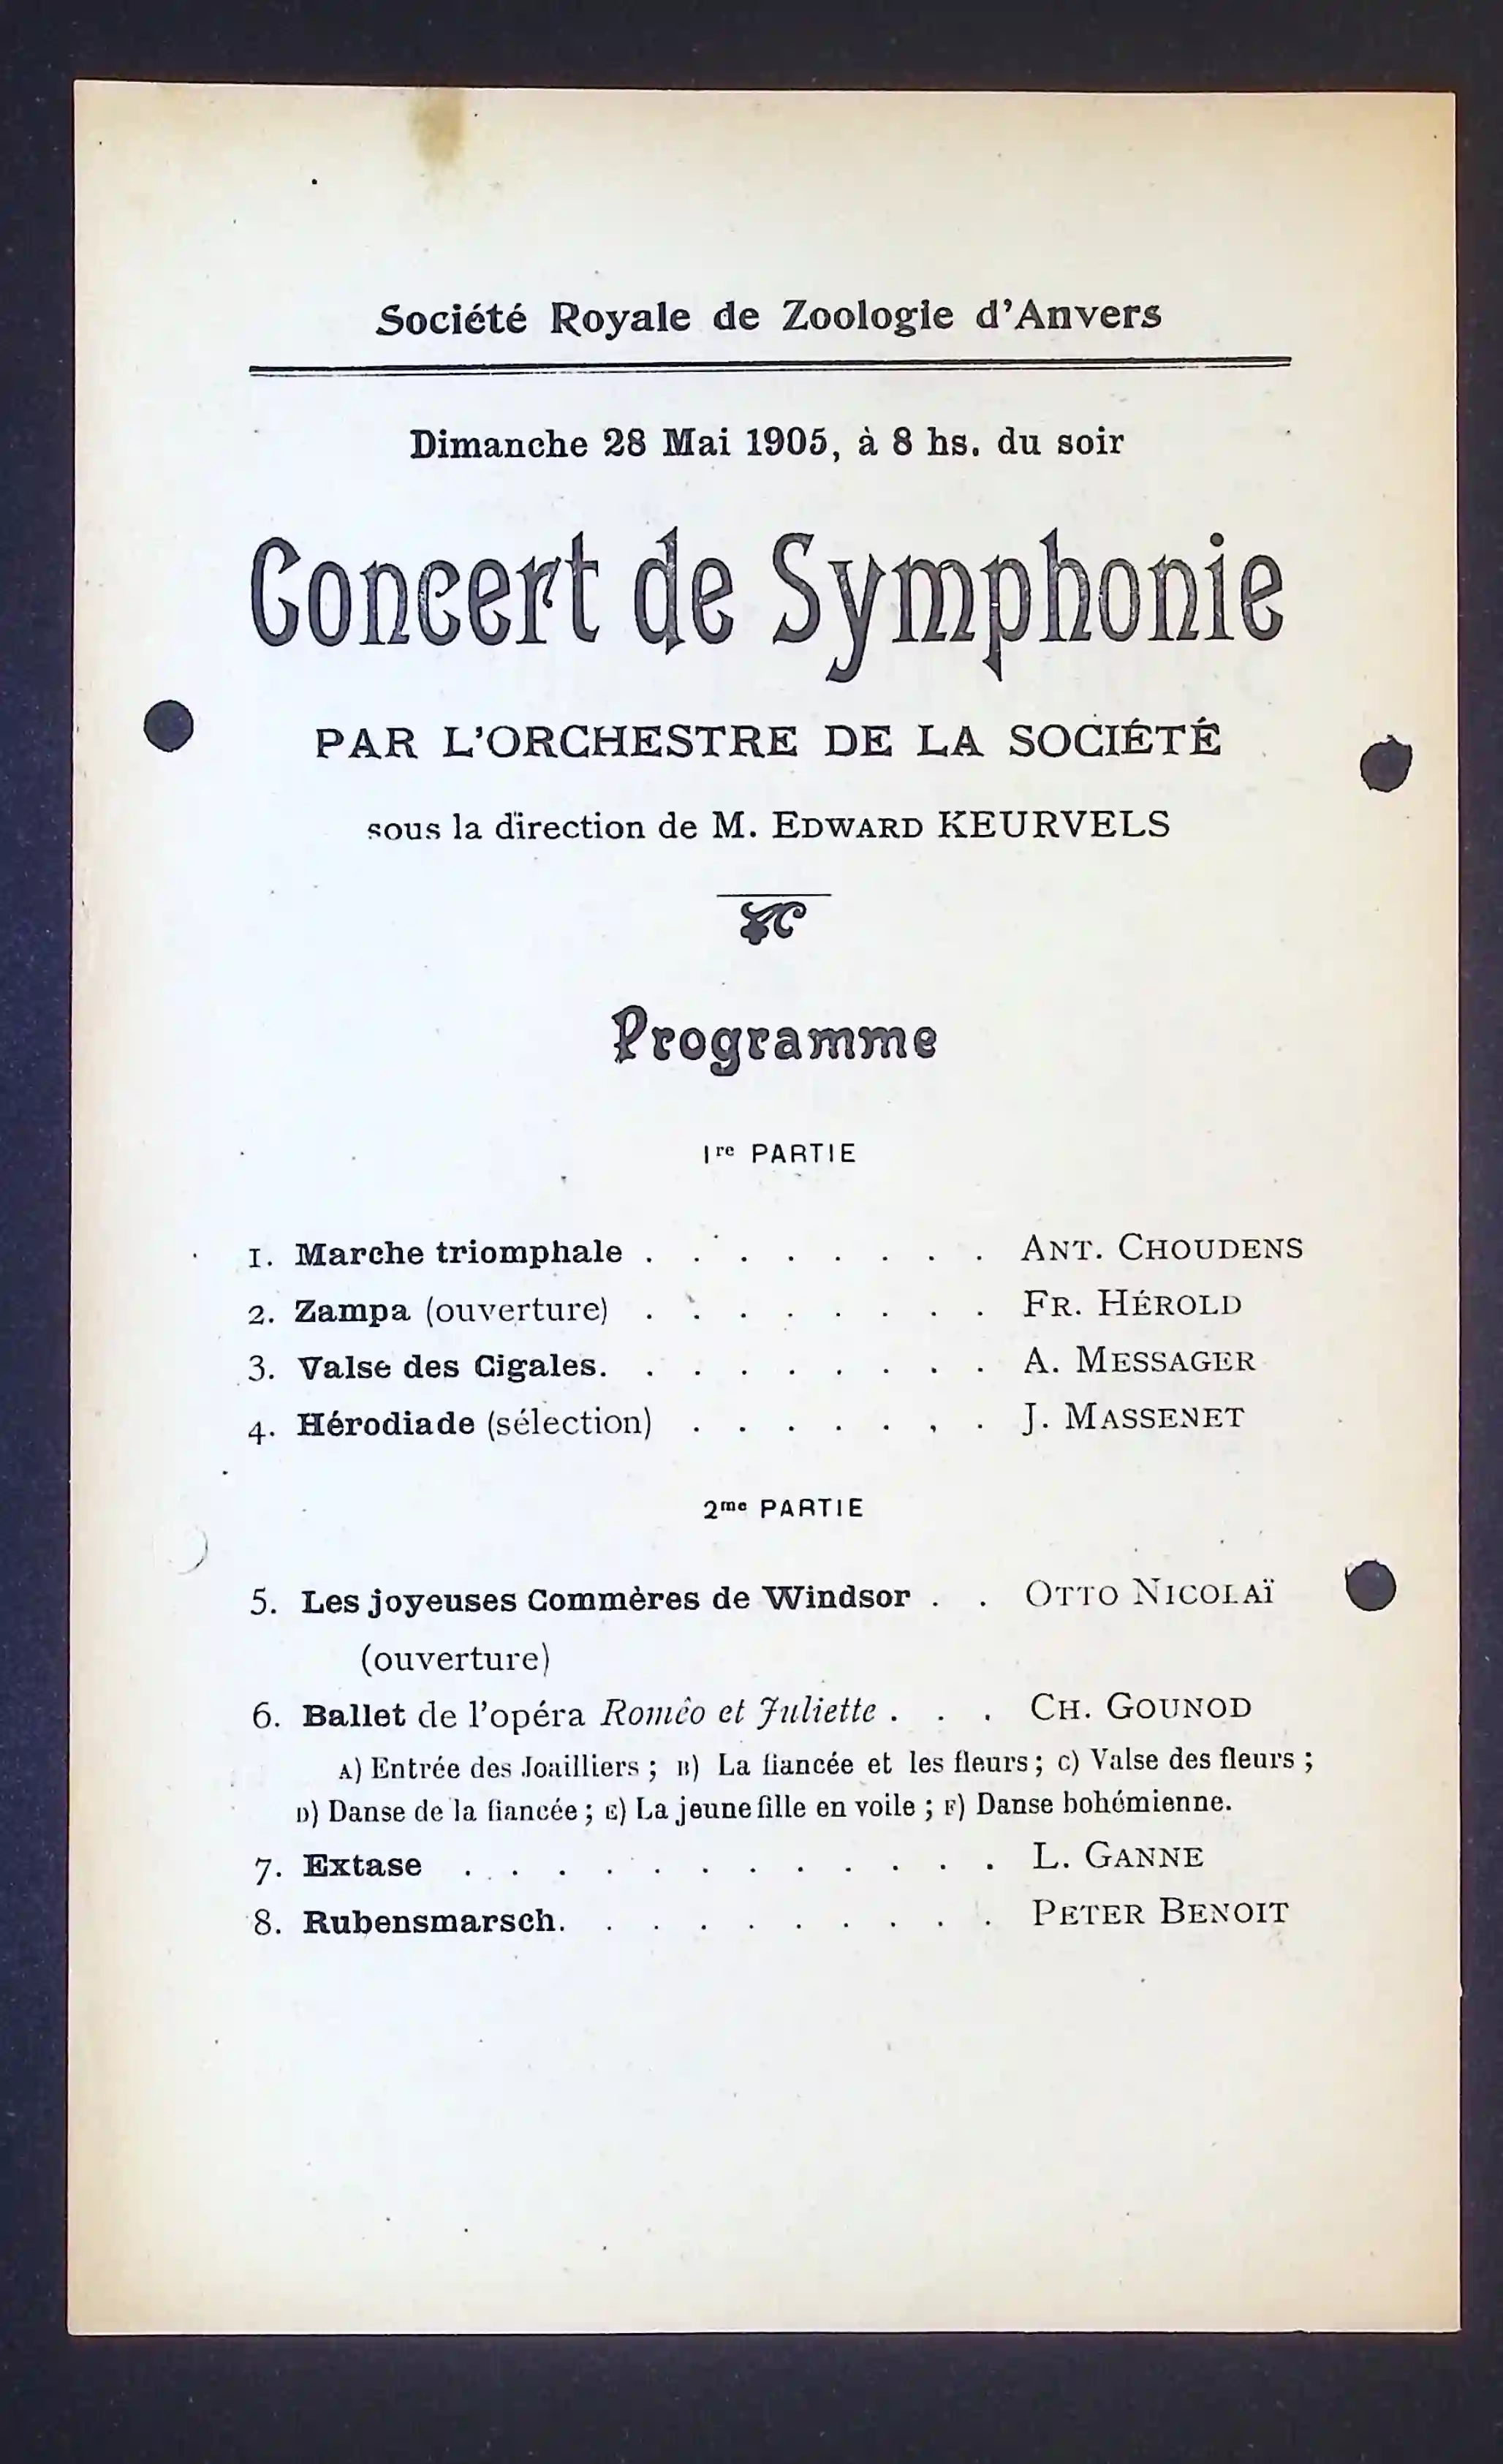 Société Royale de Zoologie d'Anvers
Dimanche 28 Mai 1905, à 8 hs. du soir
Concert de Symphonie
PAR L'ORCHESTRE DE LA SOCIÉTÉ
sous la direction de M. EDWARD KEURVELS
Programme
1re PARTIE
1. Marche triomphale . . . . . . . . ANT. CHOUDENS
2. Zampa (ouverture) . . . . . . . . FR. HÉROLD
3. Valse des Cigales. . . . . . . . . A. MESSAGER
4. Hérodiade (sélection) . . . . . . . J. MASSENET
2me PARTIE
5. Les joyeuses Commères de Windsor . . OTTO NICOLAÏ
(ouverture)
6. Ballet de l'opéra Roméo et Juliette . . . CH. GOUNOD
A) Entrée des Joailliers ; B) La fiancée et les fleurs ; C) Valse des fleurs ;
D) Danse de la fiancée ; E) La jeune fille en voile ; F) Danse bohémienne.
7. Extase . . . . . . . . . . . . L. GANNE
8. Rubensmarsch. . . . . . . . . . PETER BENOIT